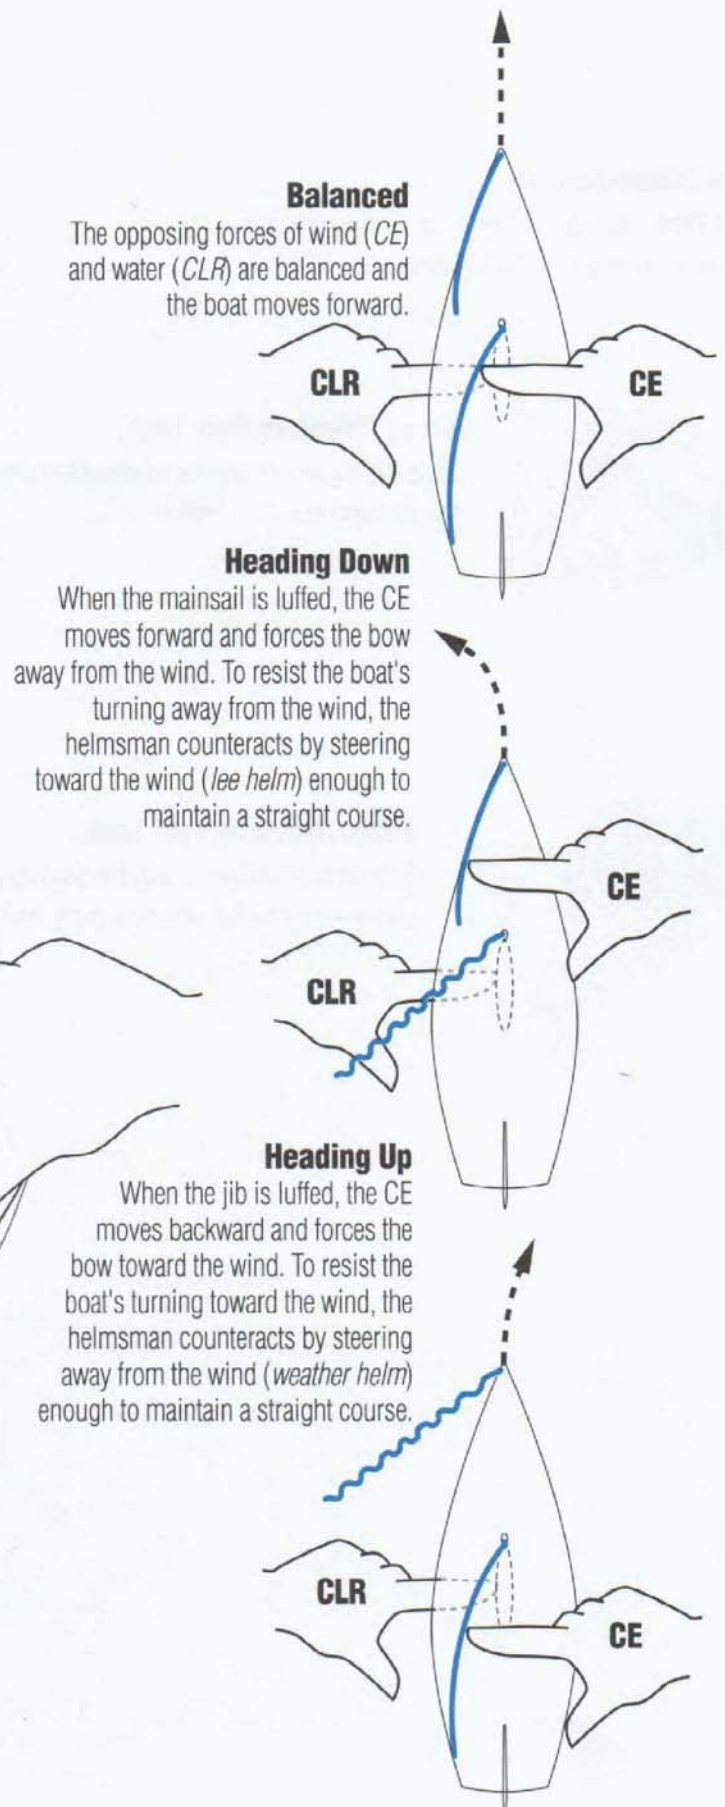 Balanced
The opposing forces of wind (CE)
and water (CLR) are balanced and
the boat moves forward.
CLR
CE
Heading Down
When the mainsail is luffed, the CE
moves forward and forces the bow
away from the wind. To resist the boat's
turning away from the wind, the
helmsman counteracts by steering
toward the wind (lee helm) enough to
maintain a straight course.
CE
CLR
Heading Up
When the jib is luffed, the CE
moves backward and forces the
bow toward the wind. To resist the
boat's turning toward the wind, the
helmsman counteracts by steering
away from the wind (weather helm)
enough to maintain a straight course.
CLR
CE